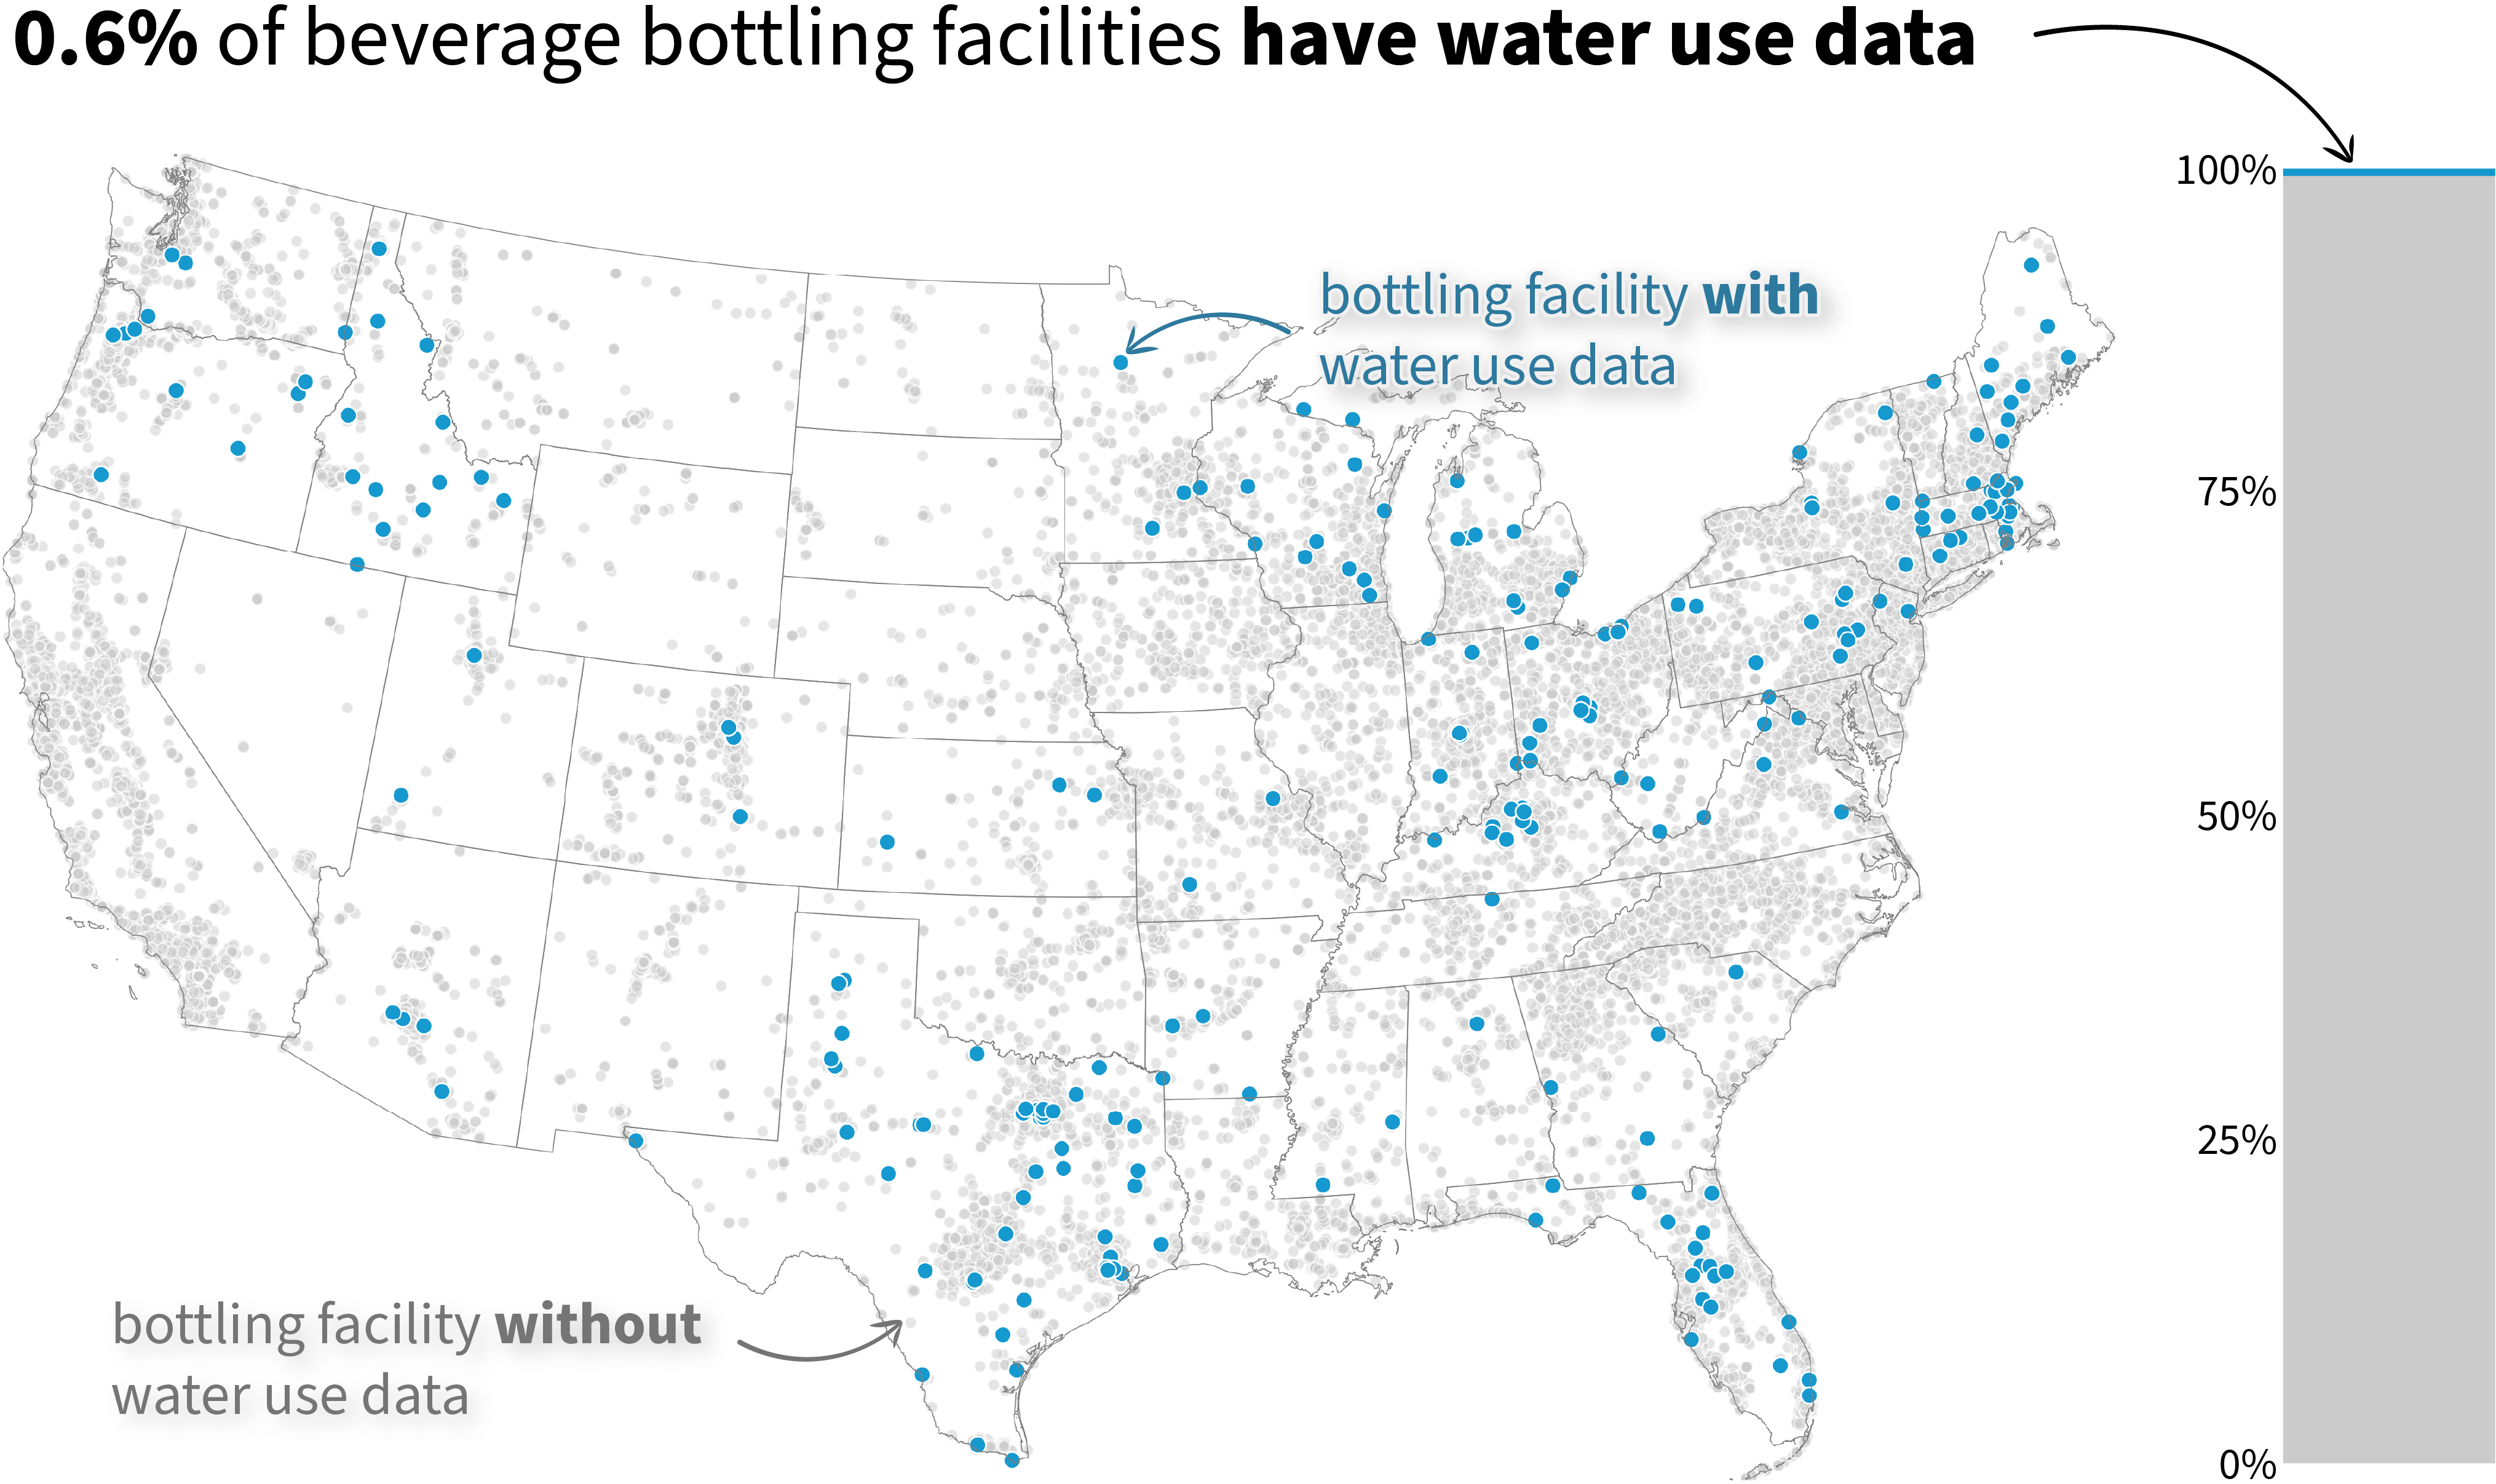 0.6% of beverage bottling facilities have water use data
100%
bottling facility with
water use data
75%
50%
25%
bottling facility without
water use data
0%